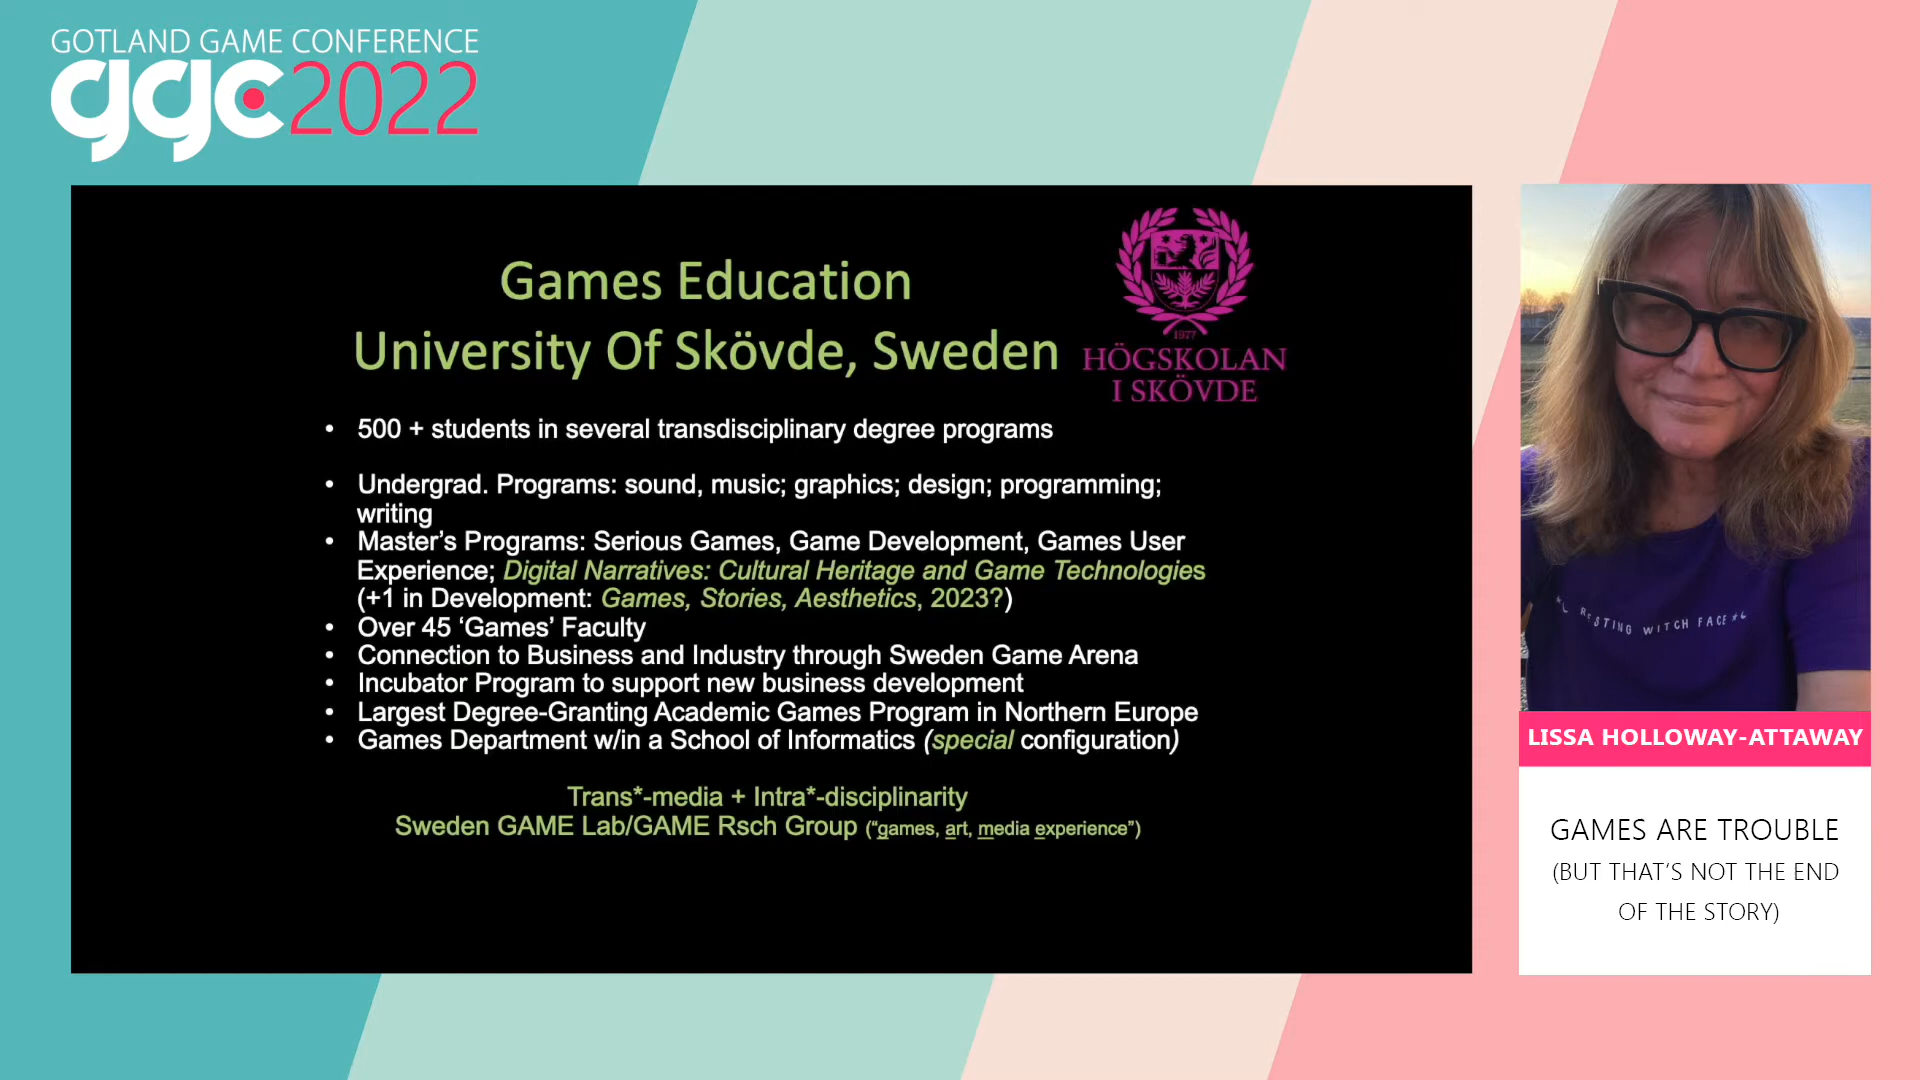 GOTLAND GAME CONFERENCE
ggc2022
Games Education
University Of Skövde, Sweden
1977
HÖGSKOLAN
I SKÖVDE
• 500 + students in several transdisciplinary degree programs
• Undergrad. Programs: sound, music; graphics; design; programming;
writing
• Master’s Programs: Serious Games, Game Development, Games User
Experience; Digital Narratives: Cultural Heritage and Game Technologies
(+1 in Development: Games, Stories, Aesthetics, 2023?)
• Over 45 ‘Games’ Faculty
• Connection to Business and Industry through Sweden Game Arena
• Incubator Program to support new business development
• Largest Degree-Granting Academic Games Program in Northern Europe
• Games Department w/in a School of Informatics (special configuration)
Trans*-media + Intra*-disciplinarity
Sweden GAME Lab/GAME Rsch Group (“games, art, media experience”)
RESTING WITCH FACE
LISSA HOLLOWAY-ATTAWAY
GAMES ARE TROUBLE
(BUT THAT’S NOT THE END
OF THE STORY)